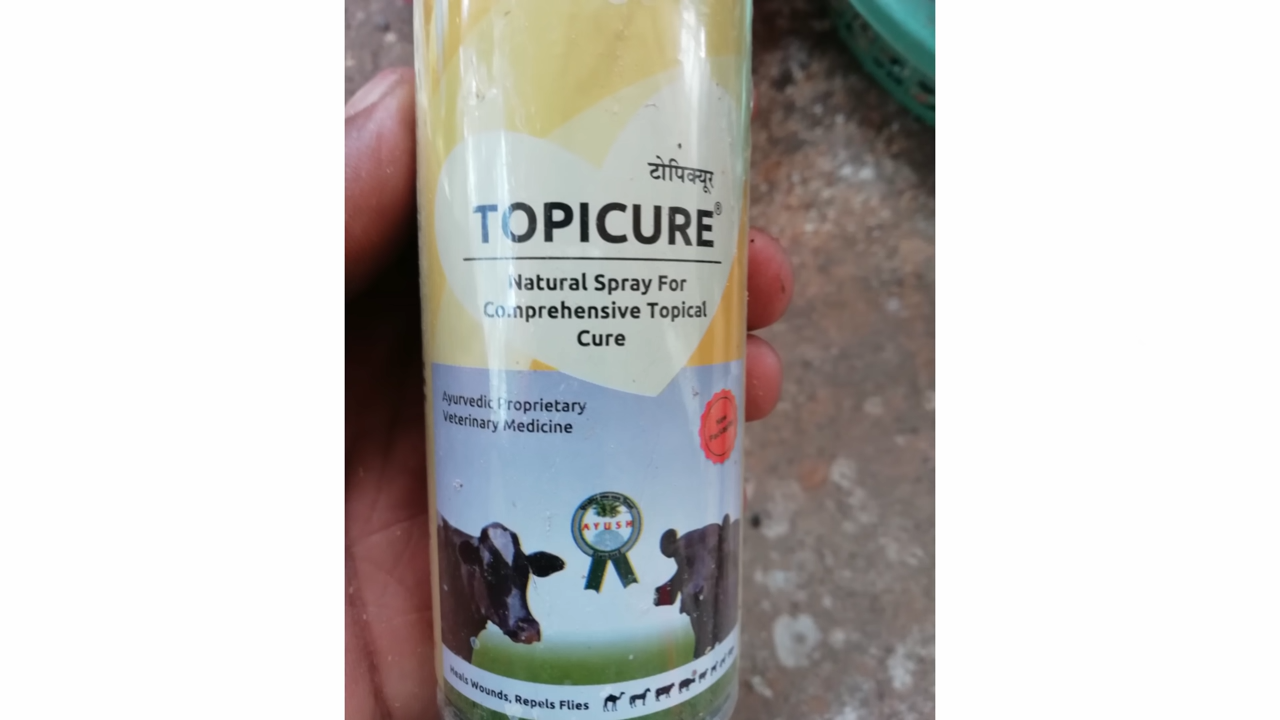 टोपिक्यूर
TOPICURE®
Natural Spray For
Comprehensive Topical
Cure
Ayurvedic Proprietary
Veterinary Medicine
AYUSH
Heals Wounds, Repels Flies